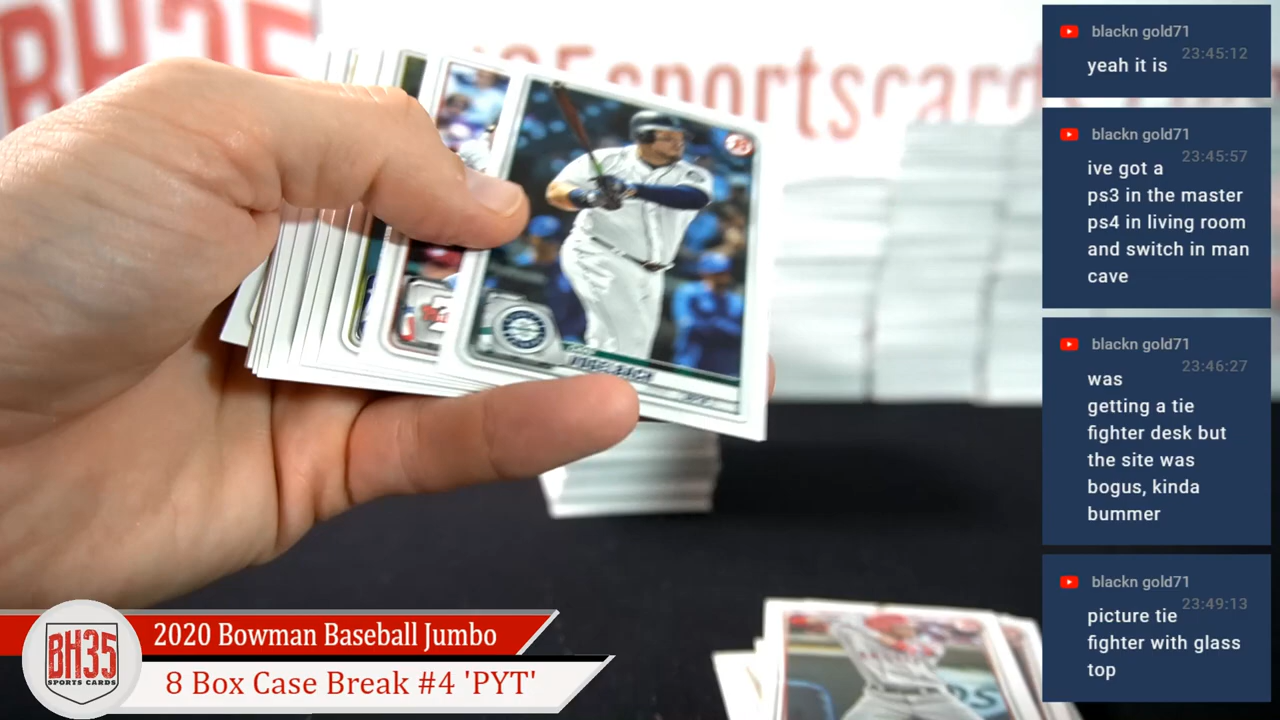 BH35
BH35sportscards.com
blackn gold71
23:45:12
yeah it is
blackn gold71
23:45:57
ive got a
ps3 in the master
ps4 in living room
and switch in man
cave
blackn gold71
23:46:27
was
getting a tie
fighter desk but
the site was
bogus, kinda
bummer
blackn gold71
23:49:13
picture tie
fighter with glass
top
BH35
SPORTS CARDS
2020 Bowman Baseball Jumbo
8 Box Case Break #4 'PYT'